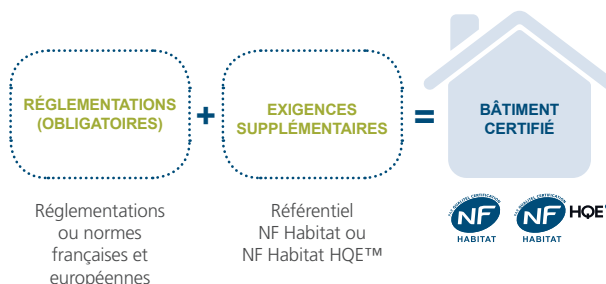 RÉGLEMENTATIONS
(OBLIGATOIRES)
+
EXIGENCES
SUPPLÉMENTAIRES
=
BÂTIMENT
CERTIFIÉ
Réglementations
ou normes
françaises et
européennes
Référentiel
NF Habitat ou
NF Habitat HQE™
NF
HABITAT
NF HQE
HABITAT